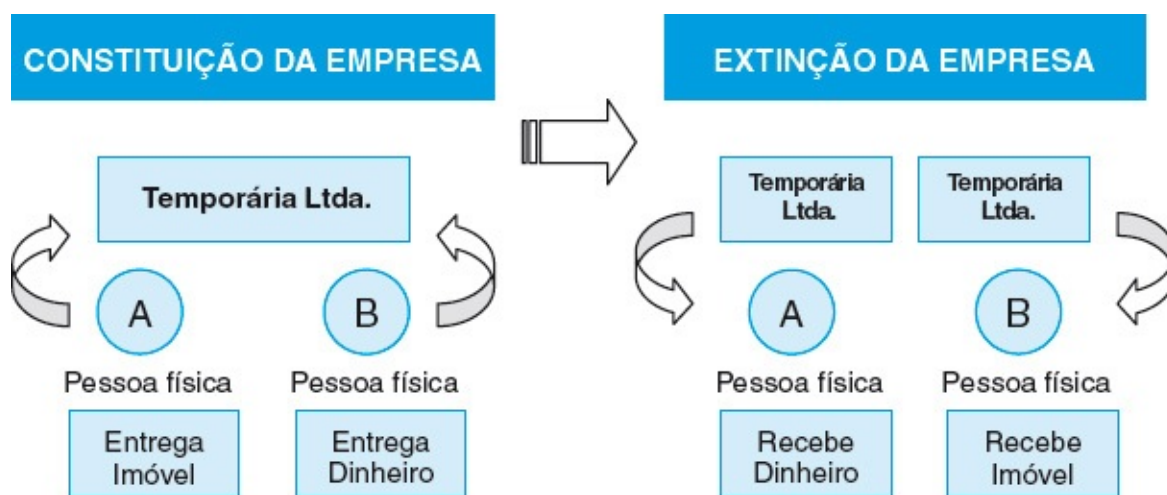 CONSTITUIÇÃO DA EMPRESA
Temporária Ltda.
A
B
Pessoa física
Pessoa física
Entrega
Imóvel
Entrega
Dinheiro
EXTINÇÃO DA EMPRESA
Temporária
Ltda.
Temporária
Ltda.
A
B
Pessoa física
Pessoa física
Recebe
Dinheiro
Recebe
Imóvel